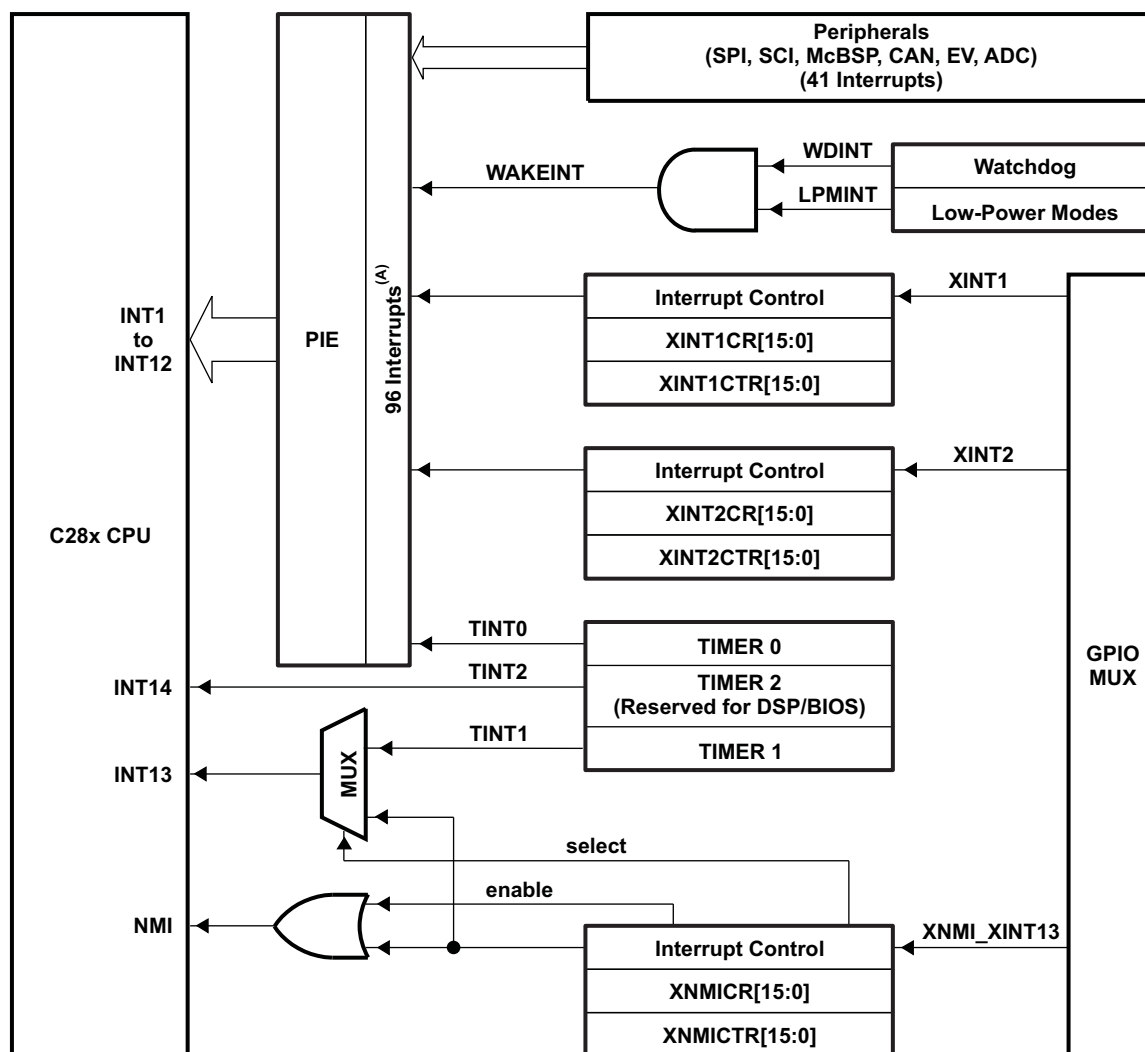 Peripherals
(SPI, SCI, McBSP, CAN, EV, ADC)
(41 Interrupts)
WDINT
Watchdog
WAKEINT
LPMINT
Low-Power Modes
XINT1
Interrupt Control
XINT1CR[15:0]
XINT1CTR[15:0]
INT1
to
INT12
PIE
96 Interrupts(A)
XINT2
Interrupt Control
XINT2CR[15:0]
XINT2CTR[15:0]
C28x CPU
TINT0
TIMER 0
GPIO
MUX
TINT2
INT14
TIMER 2
(Reserved for DSP/BIOS)
TINT1
TIMER 1
INT13
MUX
select
enable
NMI
XNMI_XINT13
Interrupt Control
XNMICR[15:0]
XNMICTR[15:0]